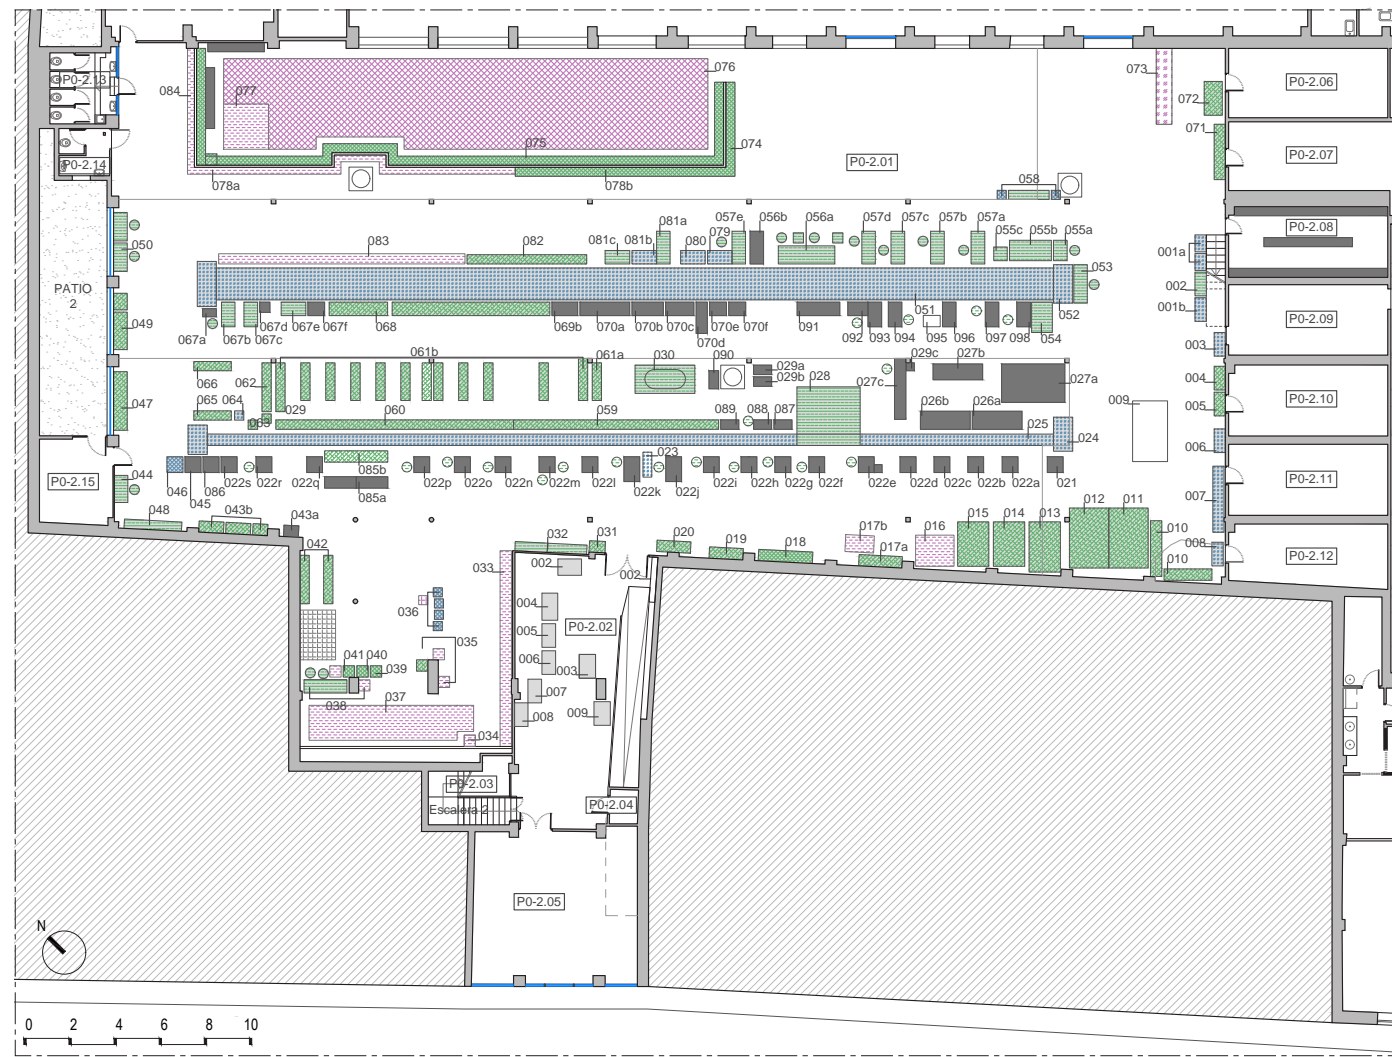 P0-2.13
084
077
076
073
072
P0-2.06
071
P0-2.07
075
074
P0-2.01
P0-2.14
078a
078b
058
081a
057e
056b
056a
057d
057c
057b
057a
055c
055b
055a
P0-2.08
050
083
082
081c
081b
080
079
001a
053
002
PATIO
2
051
052
001b
049
067a
067b
067d
067c
067e
067f
068
069b
070a
070b
070c
070d
070e
070f
091
092
093
094
095
096
097
098
054
P0-2.09
003
061b
061a
030
090
029a
029b
028
029c
027b
027c
027a
066
062
004
047
065
064
063
029
060
059
089
088
087
026b
026a
025
024
009
005
P0-2.10
023
006
044
P0-2.15
046
045
086
022s
022r
022q
085b
085a
022p
022o
022n
022m
022l
022k
022j
022i
022h
022g
022f
022e
022d
022c
022b
022a
021
007
P0-2.11
048
043b
043a
032
031
020
019
018
017b
017a
016
015
014
013
012
011
010
010
008
P0-2.12
042
033
002
002
036
004
005
P0-2.02
035
006
003
041
040
039
038
037
007
008
009
034
P0-2.03
P0-2.04
Escalera 2
P0-2.05
N
0 2 4 6 8 10